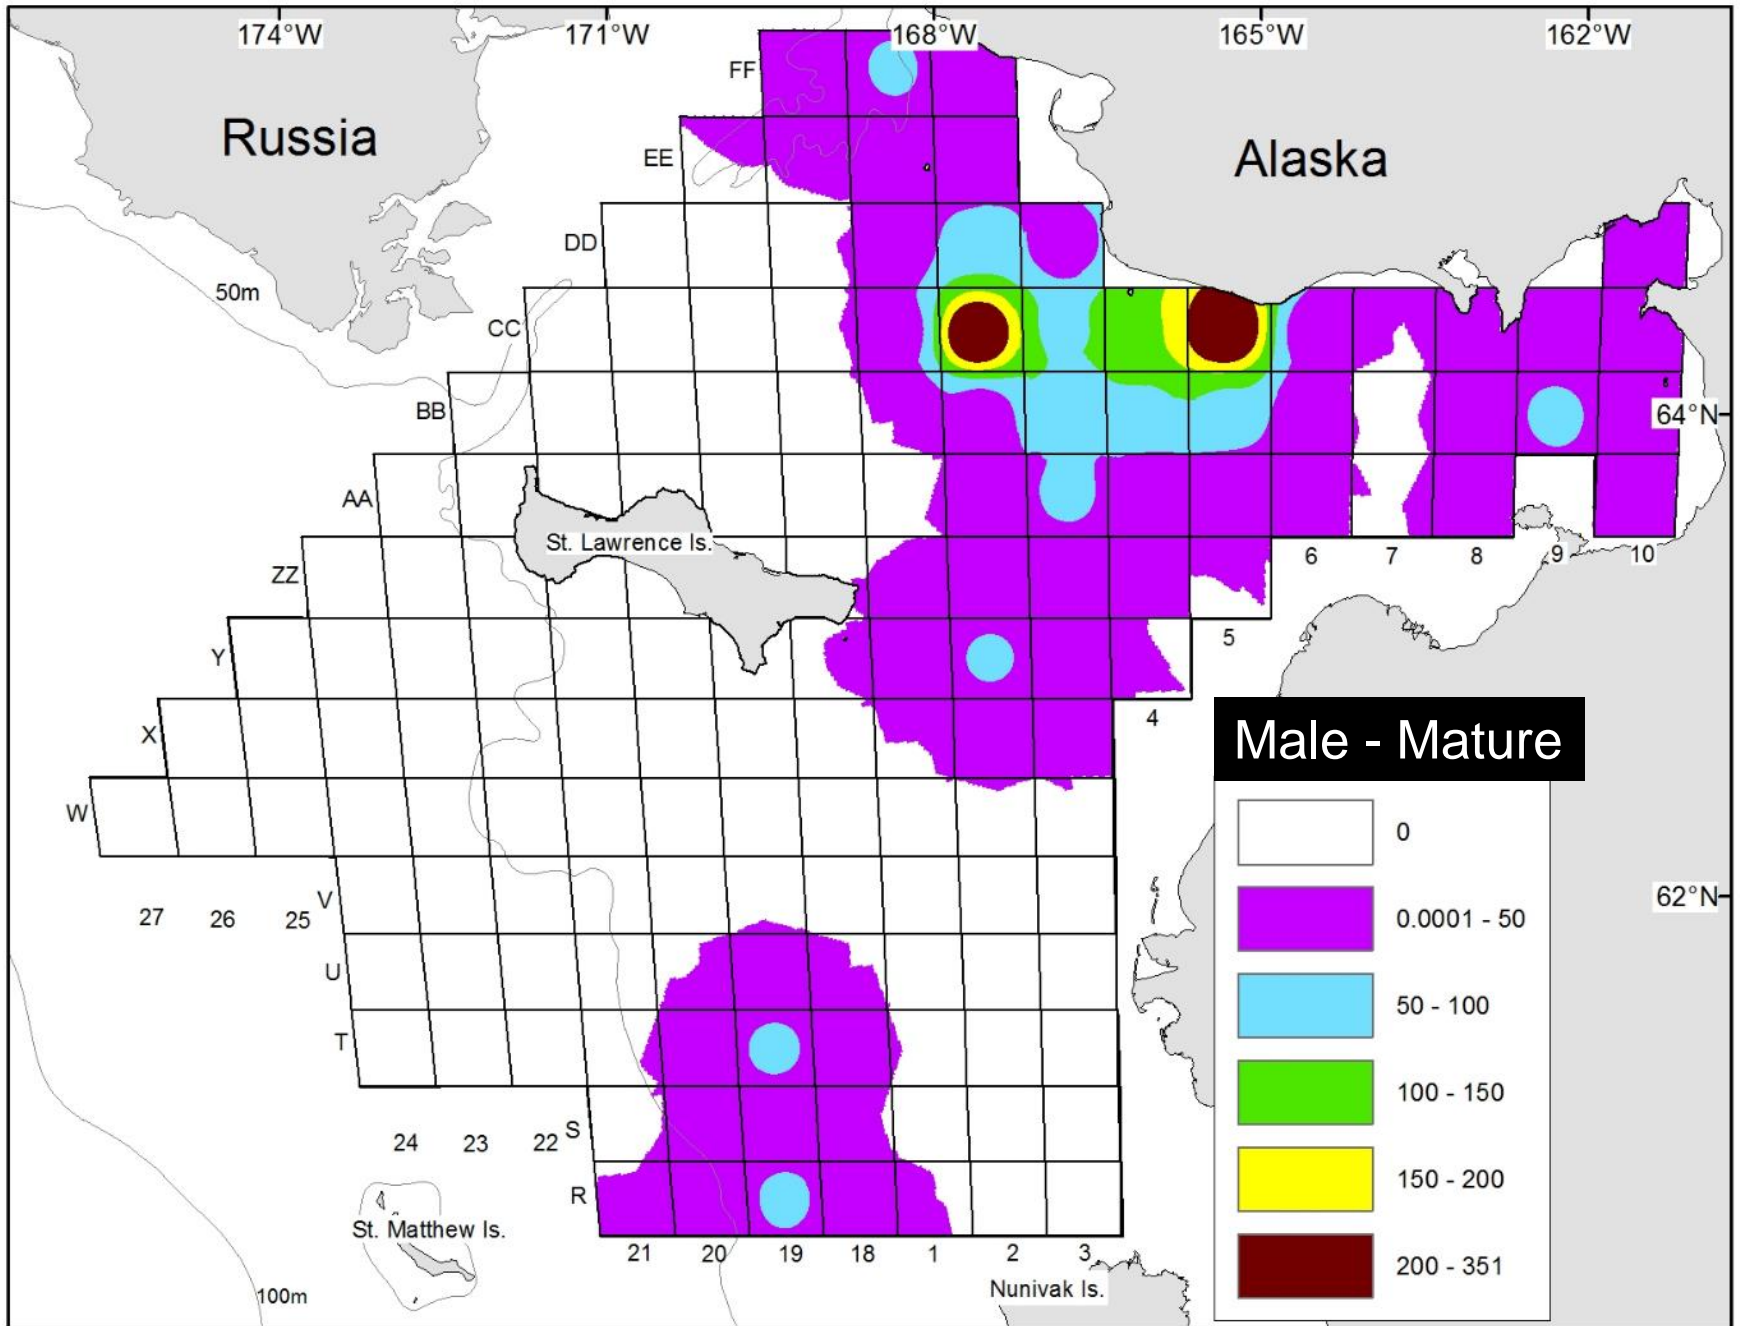 174°W 171°W 168°W 165°W 162°W
FF
Russia
EE
Alaska
DD
50m
CC
BB
64°N
AA
St. Lawrence Is.
6 7 8 9 10
ZZ
5
Y
4
X
Male - Mature
W
0
62°N
V
27 26 25
0.0001 - 50
U
50 - 100
T
100 - 150
24 23 22 S
150 - 200
R
St. Matthew Is.
21 20 19 18 1 2 3
200 - 351
Nunivak Is.
100m